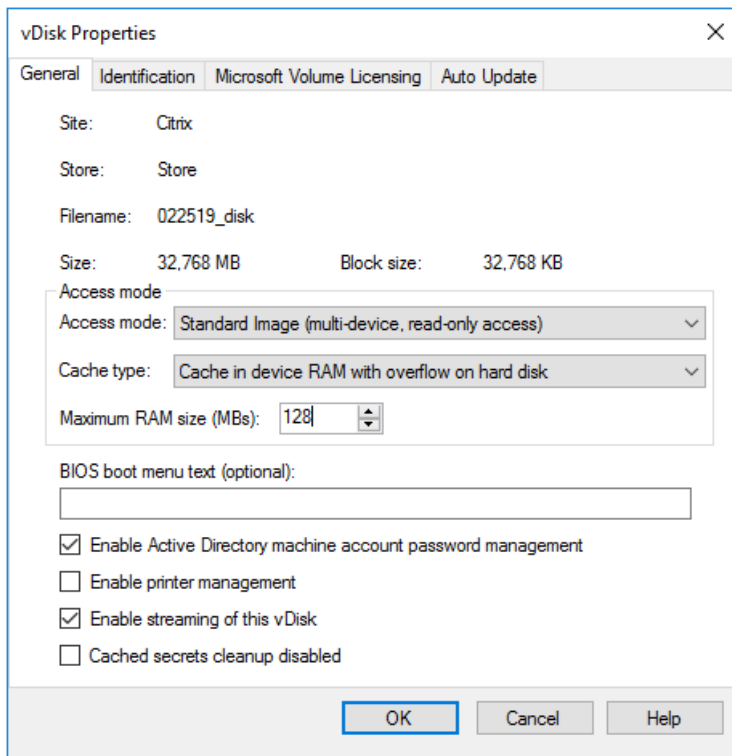 vDisk Properties
General Identification Microsoft Volume Licensing Auto Update
Site: Citrix
Store: Store
Filename: 022519_disk
Size: 32,768 MB Block size: 32,768 KB
Access mode
Access mode: Standard Image (multi-device, read-only access)
Cache type: Cache in device RAM with overflow on hard disk
Maximum RAM size (MBs): 128
BIOS boot menu text (optional):
Enable Active Directory machine account password management
Enable printer management
Enable streaming of this vDisk
Cached secrets cleanup disabled
OK Cancel Help